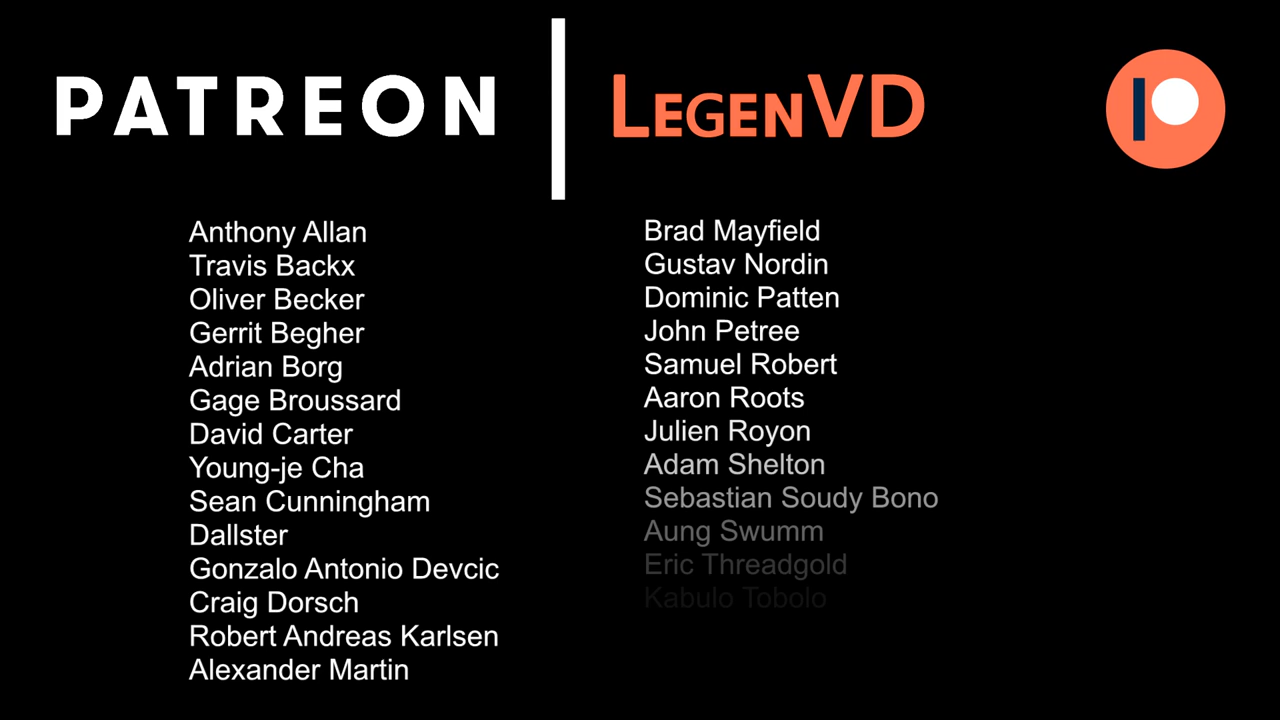 PATREON
LEGENVD
Anthony Allan
Travis Backx
Oliver Becker
Gerrit Begher
Adrian Borg
Gage Broussard
David Carter
Young-je Cha
Sean Cunningham
Dallster
Gonzalo Antonio Devcic
Craig Dorsch
Robert Andreas Karlsen
Alexander Martin
Brad Mayfield
Gustav Nordin
Dominic Patten
John Petree
Samuel Robert
Aaron Roots
Julien Royon
Adam Shelton
Sebastian Soudy Bono
Aung Swumm
Eric Threadgold
Kabulo Tobolo